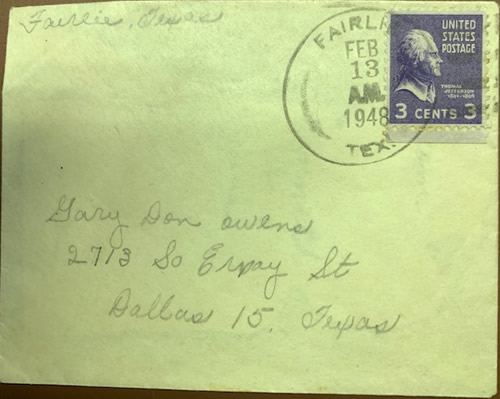 Fairlie, Texas
FAIRLI
FEB
13
A.M.
1948
TEX.
UNITED
STATES
POSTAGE
THOMAS
JEFFERSON
1801-1809
3 CENTS 3
Gary Don owens
2713 So Ervay St
Dallas 15, Texas